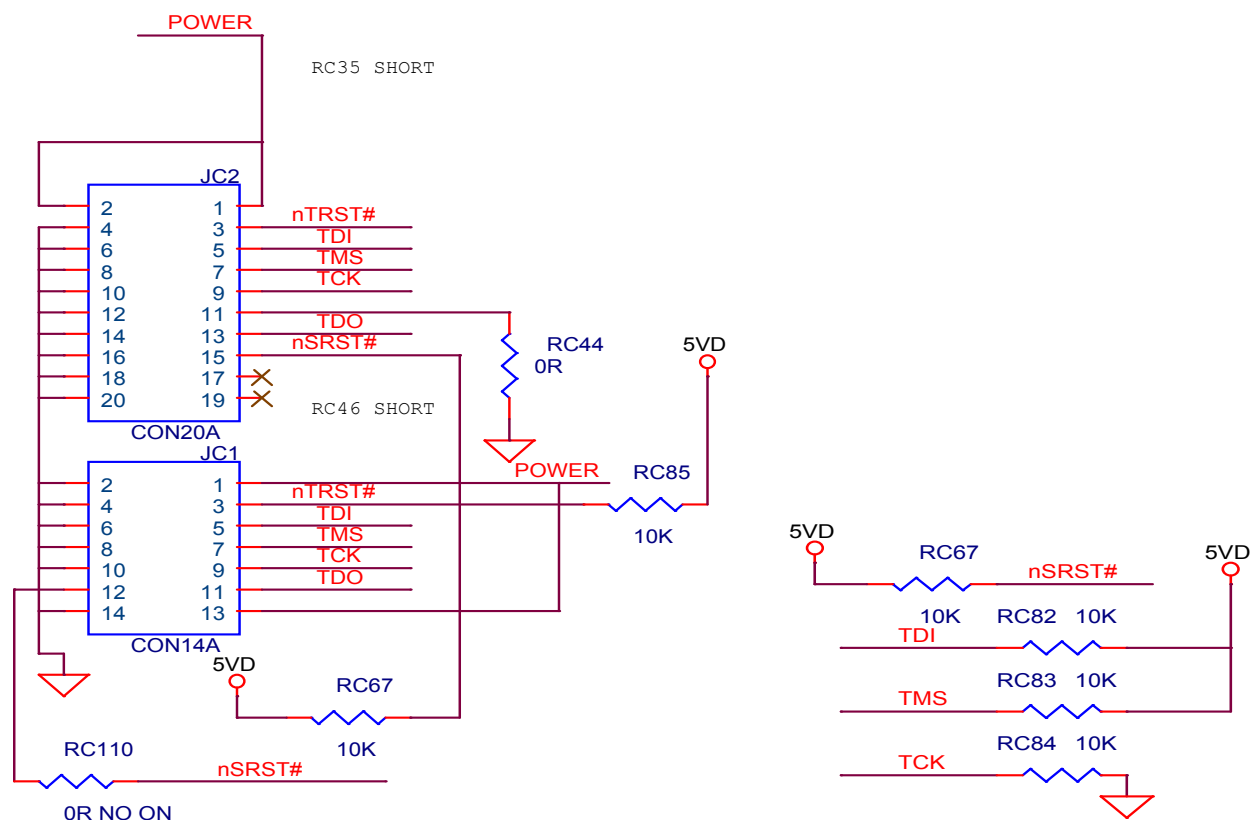 POWER
RC35 SHORT
JC2
2 1 nTRST#
4 3 TDI
6 5 TMS
8 7 TCK
10 9
12 11 TDO
14 13 nSRST#
16 15
18 17
20 19
CON20A
RC46 SHORT
RC44
0R
5VD
JC1
POWER
RC85
10K
2 1 nTRST#
4 3 TDI
6 5 TMS
8 7 TCK
10 9 TDO
12 11
14 13
CON14A
5VD
RC67
10K
RC110
nSRST#
0R NO ON
5VD
RC67
nSRST#
10K
5VD
RC82 10K
TDI
RC83 10K
TMS
RC84 10K
TCK